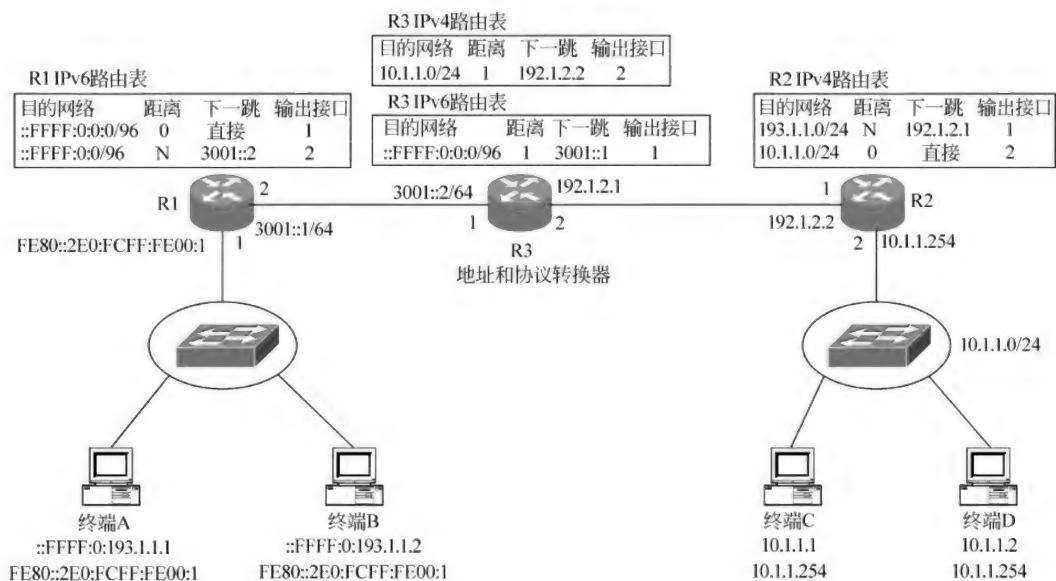 R3 IPv4路由表
目的网络 距离 下一跳 输出接口
10.1.1.0/24 1 192.1.2.2 2
R1 IPv6路由表
目的网络 距离 下一跳 输出接口
::FFFF:0:0:0/96 0 直接 1
::FFFF:0:0/96 N 3001::2 2
R3 IPv6路由表
目的网络 距离 下一跳 输出接口
::FFFF:0:0:0/96 1 3001::1 1
R2 IPv4路由表
目的网络 距离 下一跳 输出接口
193.1.1.0/24 N 192.1.2.1 1
10.1.1.0/24 0 直接 2
R1
2
3001::1/64
1
FE80::2E0:FCFF:FE00:1
3001::2/64
1
192.1.2.1
2
R3
地址和协议转换器
1
192.1.2.2
R2
2
10.1.1.254
10.1.1.0/24
终端A
::FFFF:0:193.1.1.1
FE80::2E0:FCFF:FE00:1
终端B
::FFFF:0:193.1.1.2
FE80::2E0:FCFF:FE00:1
终端C
10.1.1.1
10.1.1.254
终端D
10.1.1.2
10.1.1.254